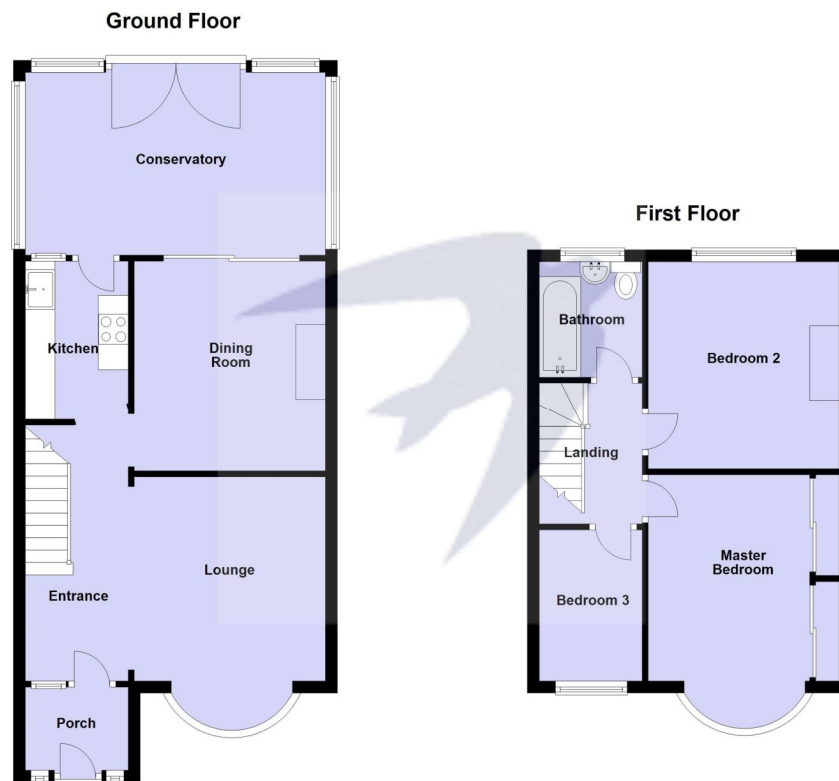 Ground Floor
Conservatory
Kitchen
Dining
Room
Lounge
Entrance
Porch
First Floor
Bathroom
Bedroom 2
Landing
Master
Bedroom
Bedroom 3